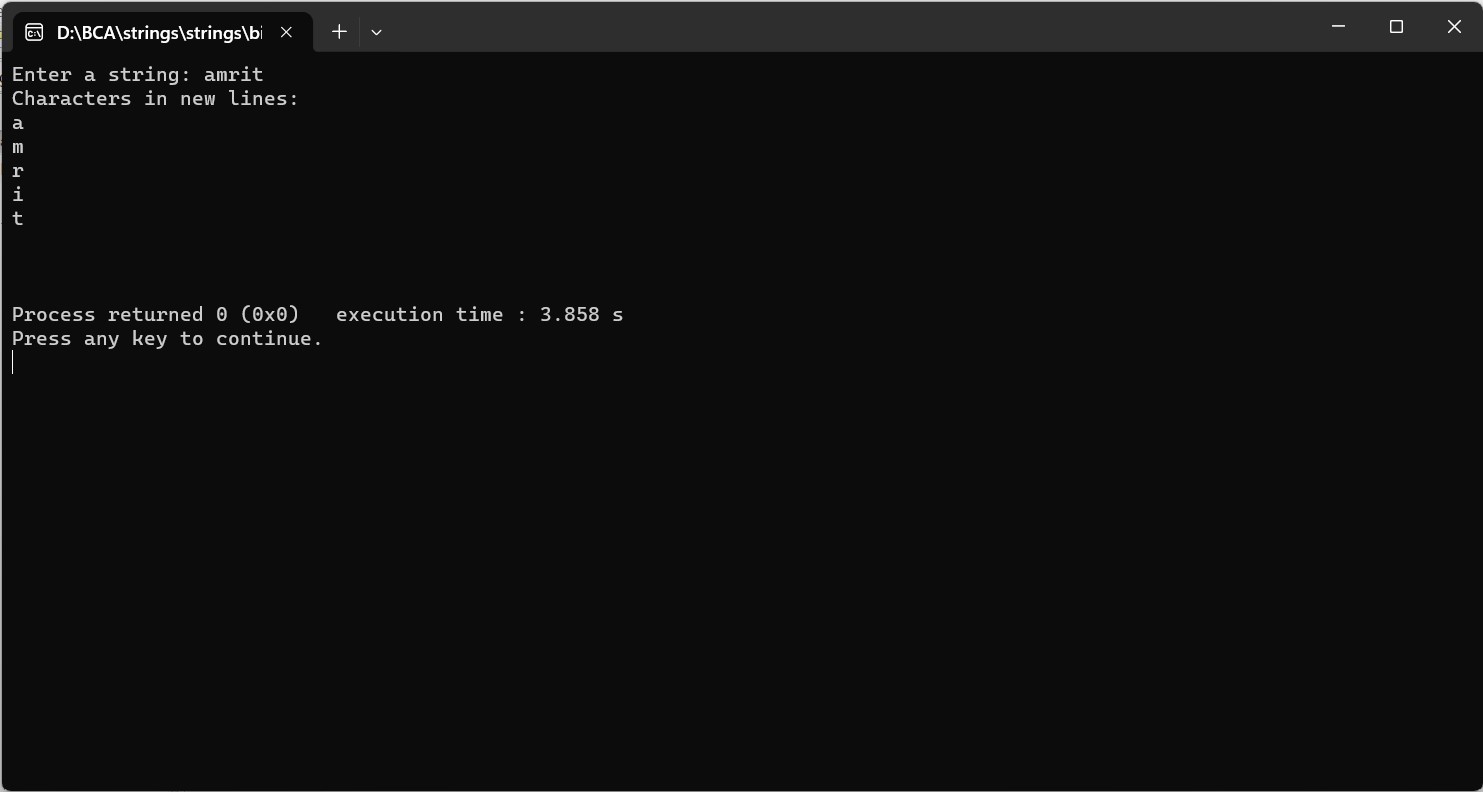 D:\BCA\strings\strings\bi
Enter a string: amrit
Characters in new lines:
a
m
r
i
t
Process returned 0 (0x0)   execution time : 3.858 s
Press any key to continue.